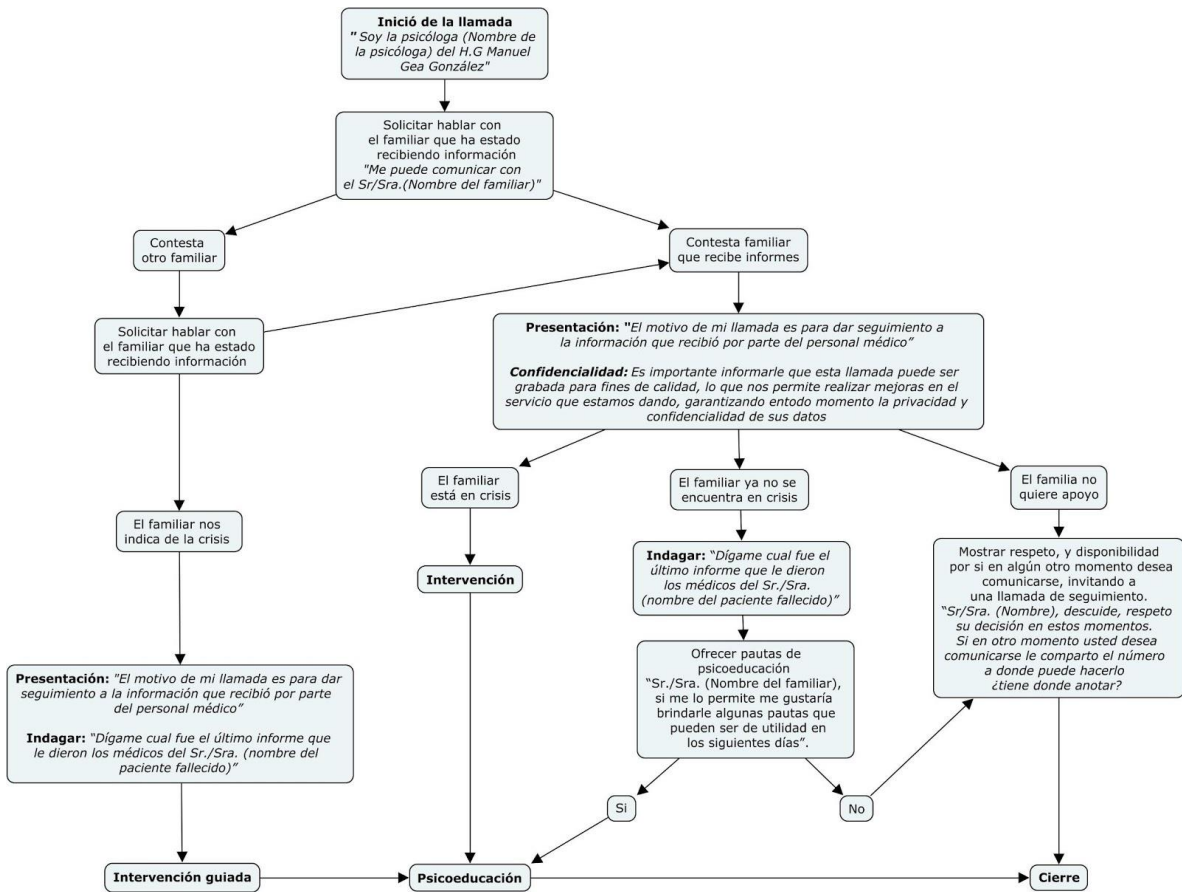 Inició de la llamada
" Soy la psicóloga (Nombre de
la psicóloga) del H.G Manuel
Gea González"
Solicitar hablar con
el familiar que ha estado
recibiendo información
"Me puede comunicar con
el Sr/Sra.(Nombre del familiar)"
Contesta
otro familiar
Contesta familiar
que recibe informes
Solicitar hablar con
el familiar que ha estado
recibiendo información
Presentación: "El motivo de mi llamada es para dar seguimiento a
la información que recibió por parte del personal médico”
Confidencialidad: Es importante informarle que esta llamada puede ser
grabada para fines de calidad, lo que nos permite realizar mejoras en el
servicio que estamos dando, garantizando entodo momento la privacidad y
confidencialidad de sus datos
El familiar
está en crisis
El familiar ya no se
encuentra en crisis
El familia no
quiere apoyo
El familiar nos
indica de la crisis
Intervención
Indagar: “Dígame cual fue el
último informe que le dieron
los médicos del Sr./Sra.
(nombre del paciente fallecido)”
Mostrar respeto, y disponibilidad
por si en algún otro momento desea
comunicarse, invitando a
una llamada de seguimiento.
“Sr/Sra. (Nombre), descuide, respeto
su decisión en estos momentos.
Si en otro momento usted desea
comunicarse le comparto el número
a donde puede hacerlo
¿tiene donde anotar?
Ofrecer pautas de
psicoeducación
“Sr./Sra. (Nombre del familiar),
si me lo permite me gustaría
brindarle algunas pautas que
pueden ser de utilidad en
los siguientes días”.
Presentación: "El motivo de mi llamada es para dar
seguimiento a la información que recibió por parte
del personal médico”
Indagar: “Dígame cual fue el último informe que
le dieron los médicos del Sr./Sra. (nombre del
paciente fallecido)”
Si
No
Intervención guiada
Psicoeducación
Cierre